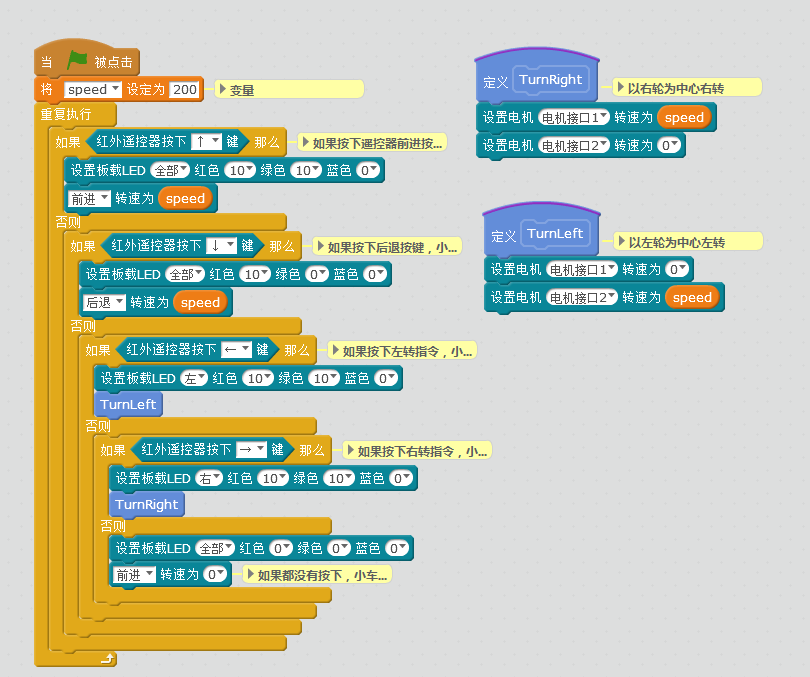 当 被点击
将 speed 设定为 200
变量
重复执行
如果 红外遥控器按下 ↑ 键 那么
如果按下遥控器前进按...
设置板载LED 全部 红色 10 绿色 10 蓝色 0
前进 转速为 speed
否则
如果 红外遥控器按下 ↓ 键 那么
如果按下后退按键，小...
设置板载LED 全部 红色 10 绿色 0 蓝色 0
后退 转速为 speed
否则
如果 红外遥控器按下 ← 键 那么
如果按下左转指令，小...
设置板载LED 左 红色 10 绿色 10 蓝色 0
TurnLeft
否则
如果 红外遥控器按下 → 键 那么
如果按下右转指令，小...
设置板载LED 右 红色 10 绿色 10 蓝色 0
TurnRight
否则
设置板载LED 全部 红色 0 绿色 0 蓝色 0
前进 转速为 0
如果都没有按下，小车...
定义 TurnRight
以右轮为中心右转
设置电机 电机接口1 转速为 speed
设置电机 电机接口2 转速为 0
定义 TurnLeft
以左轮为中心左转
设置电机 电机接口1 转速为 0
设置电机 电机接口2 转速为 speed